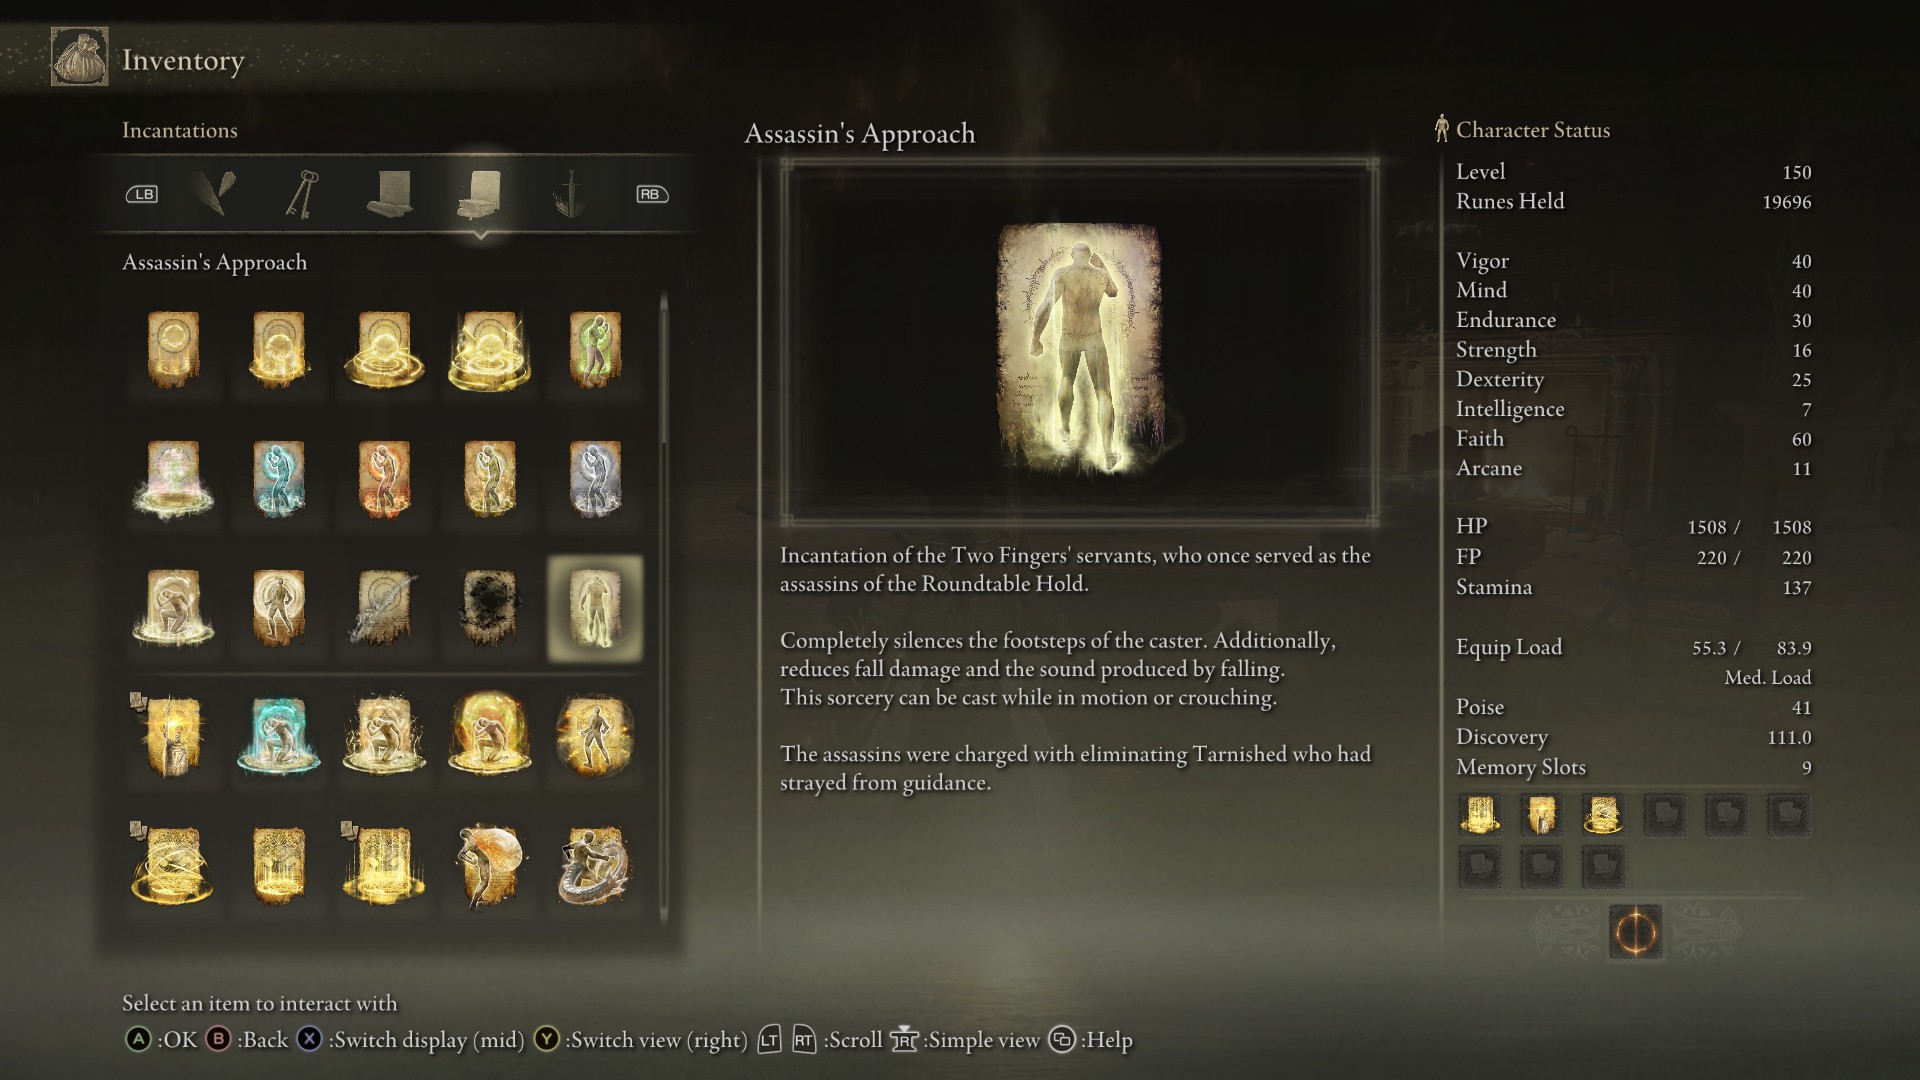 Inventory
Incantations
LB
RB
Assassin's Approach
Assassin's Approach
Incantation of the Two Fingers' servants, who once served as the
assassins of the Roundtable Hold.
Completely silences the footsteps of the caster. Additionally,
reduces fall damage and the sound produced by falling.
This sorcery can be cast while in motion or crouching.
The assassins were charged with eliminating Tarnished who had
strayed from guidance.
Character Status
Level 150
Runes Held 19696
Vigor 40
Mind 40
Endurance 30
Strength 16
Dexterity 25
Intelligence 7
Faith 60
Arcane 11
HP 1508 / 1508
FP 220 / 220
Stamina 137
Equip Load 55.3 / 83.9
Med. Load
Poise 41
Discovery 111.0
Memory Slots 9
Select an item to interact with
A :OK B :Back X :Switch display (mid) Y :Switch view (right) LT RT :Scroll R :Simple view :Help